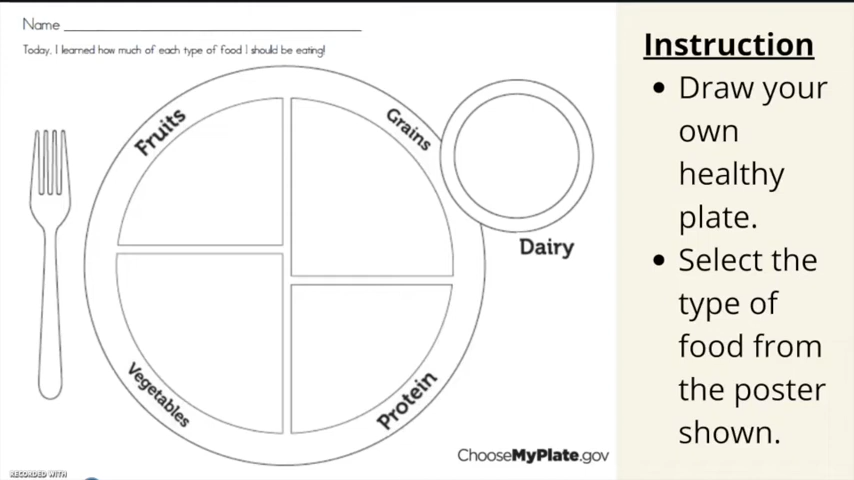 Name
Today, I learned how much of each type of food I should be eating!
Fruits
Grains
Dairy
Vegetables
Protein
ChooseMyPlate.gov
Instruction
• Draw your
own
healthy
plate.
• Select the
type of
food from
the poster
shown.
RECORDED WITH